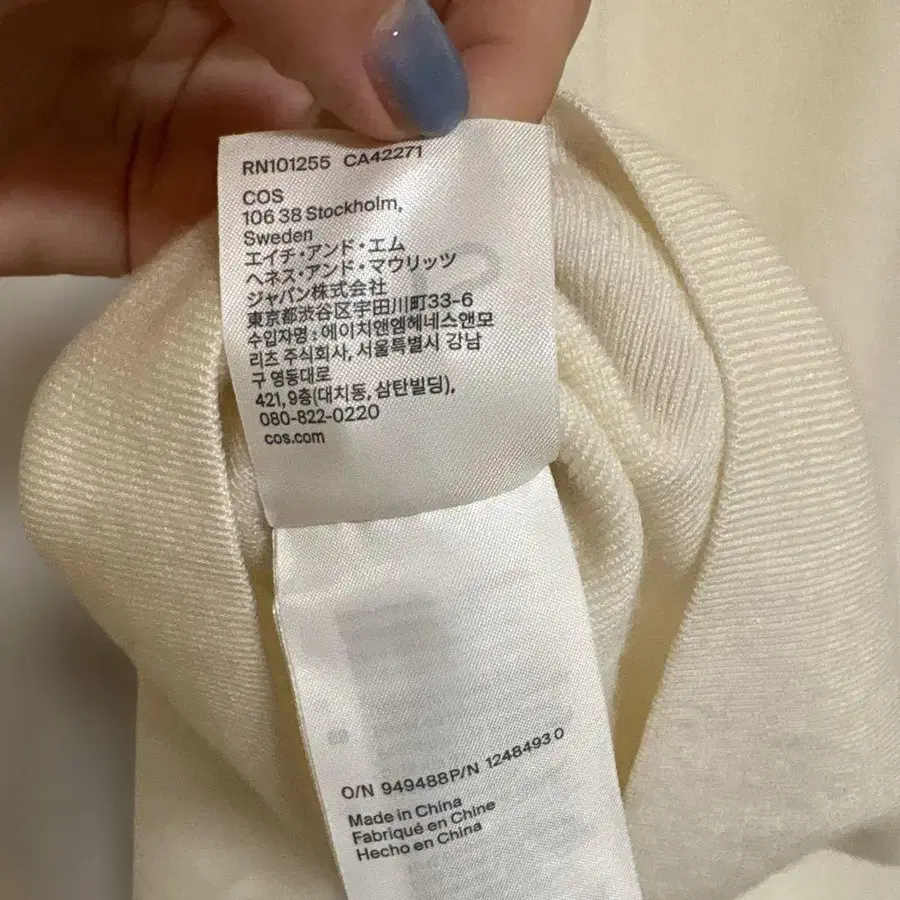 RN101255 CA42271
COS
106 38 Stockholm,
Sweden
エイチ・アンド・エム
ヘネス・アンド・マウリッツ
ジャパン株式会社
東京都渋谷区宇田川町33-6
수입자명 : 에이치앤엠헤네스앤모
리츠 주식회사, 서울특별시 강남
구 영동대로
421, 9층(대치동, 삼탄빌딩),
080-822-0220
cos.com
O/N 949488P/N 1248493 0
Made in China
Fabriqué en Chine
Hecho en China